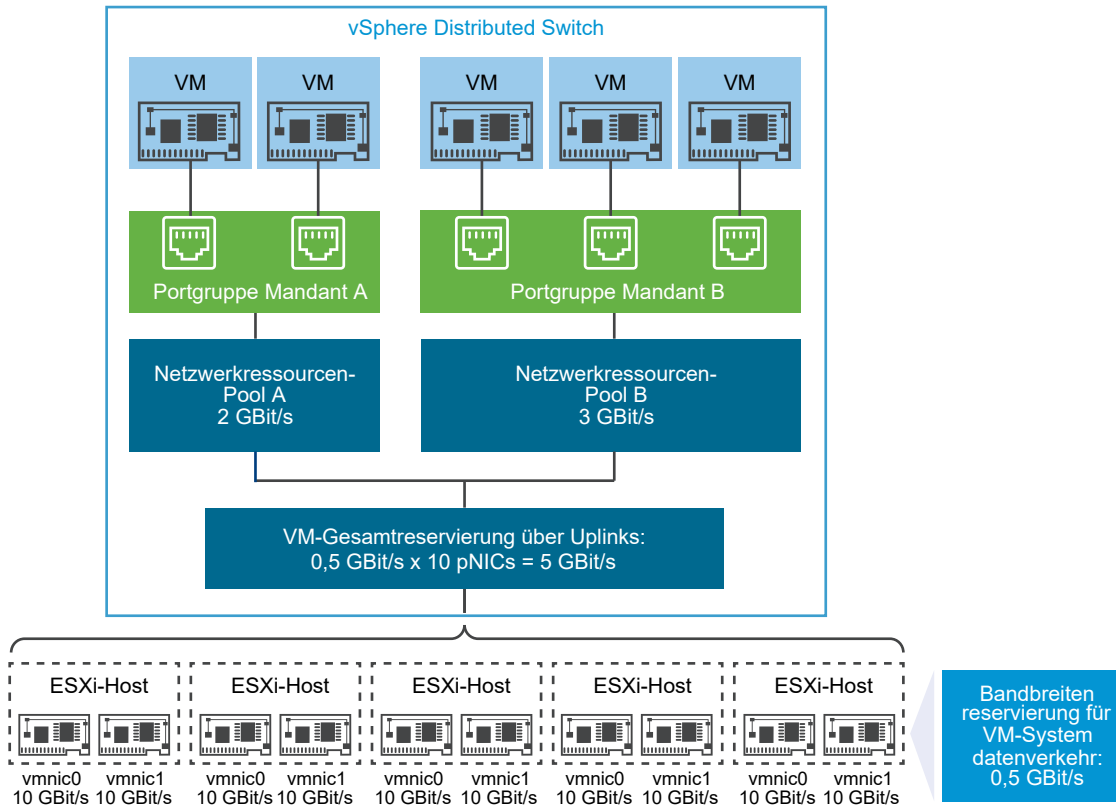 vSphere Distributed Switch
VM
VM
VM
VM
VM
Portgruppe Mandant A
Portgruppe Mandant B
Netzwerkressourcen-
Pool A
2 GBit/s
Netzwerkressourcen-
Pool B
3 GBit/s
VM-Gesamtreservierung über Uplinks:
0,5 GBit/s x 10 pNICs = 5 GBit/s
ESXi-Host
ESXi-Host
ESXi-Host
ESXi-Host
ESXi-Host
vmnic0
10 GBit/s
vmnic1
10 GBit/s
vmnic0
10 GBit/s
vmnic1
10 GBit/s
vmnic0
10 GBit/s
vmnic1
10 GBit/s
vmnic0
10 GBit/s
vmnic1
10 GBit/s
vmnic0
10 GBit/s
vmnic1
10 GBit/s
Bandbreiten
reservierung für
VM-System
datenverkehr:
0,5 GBit/s